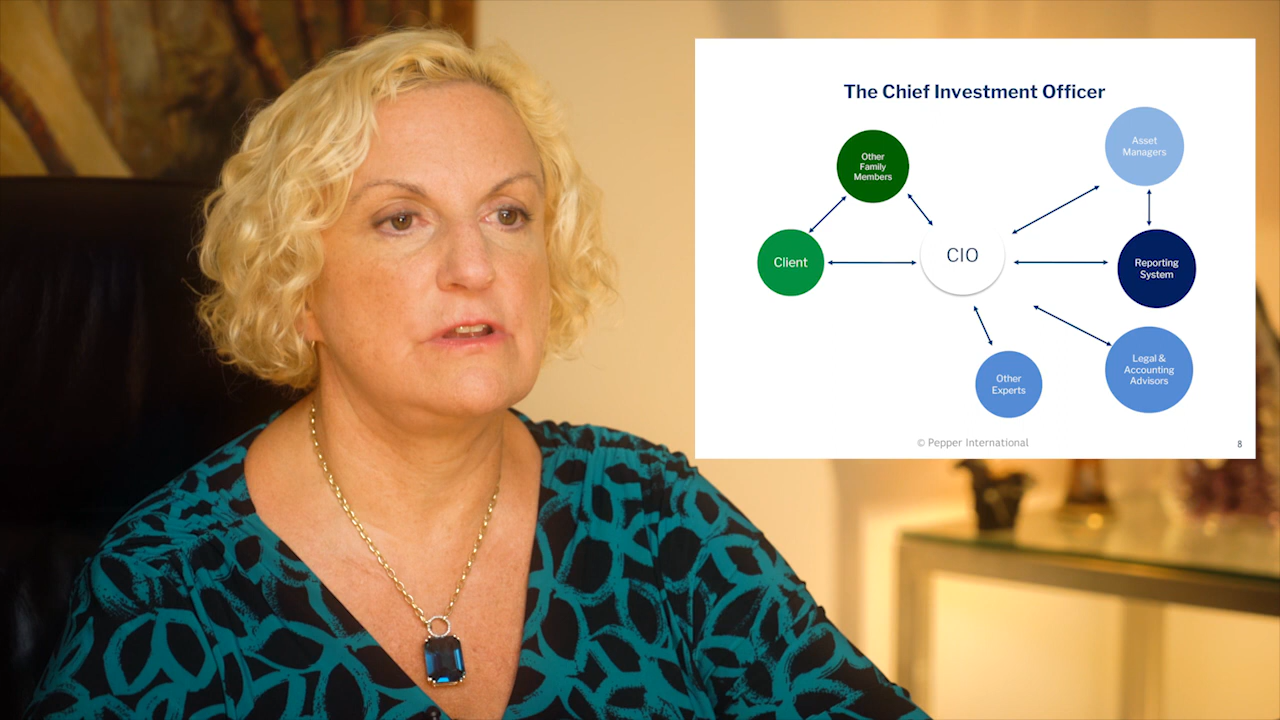 The Chief Investment Officer
Other
Family
Members
Asset
Managers
Client
CIO
Reporting
System
Other
Experts
Legal &
Accounting
Advisors
© Pepper International
8